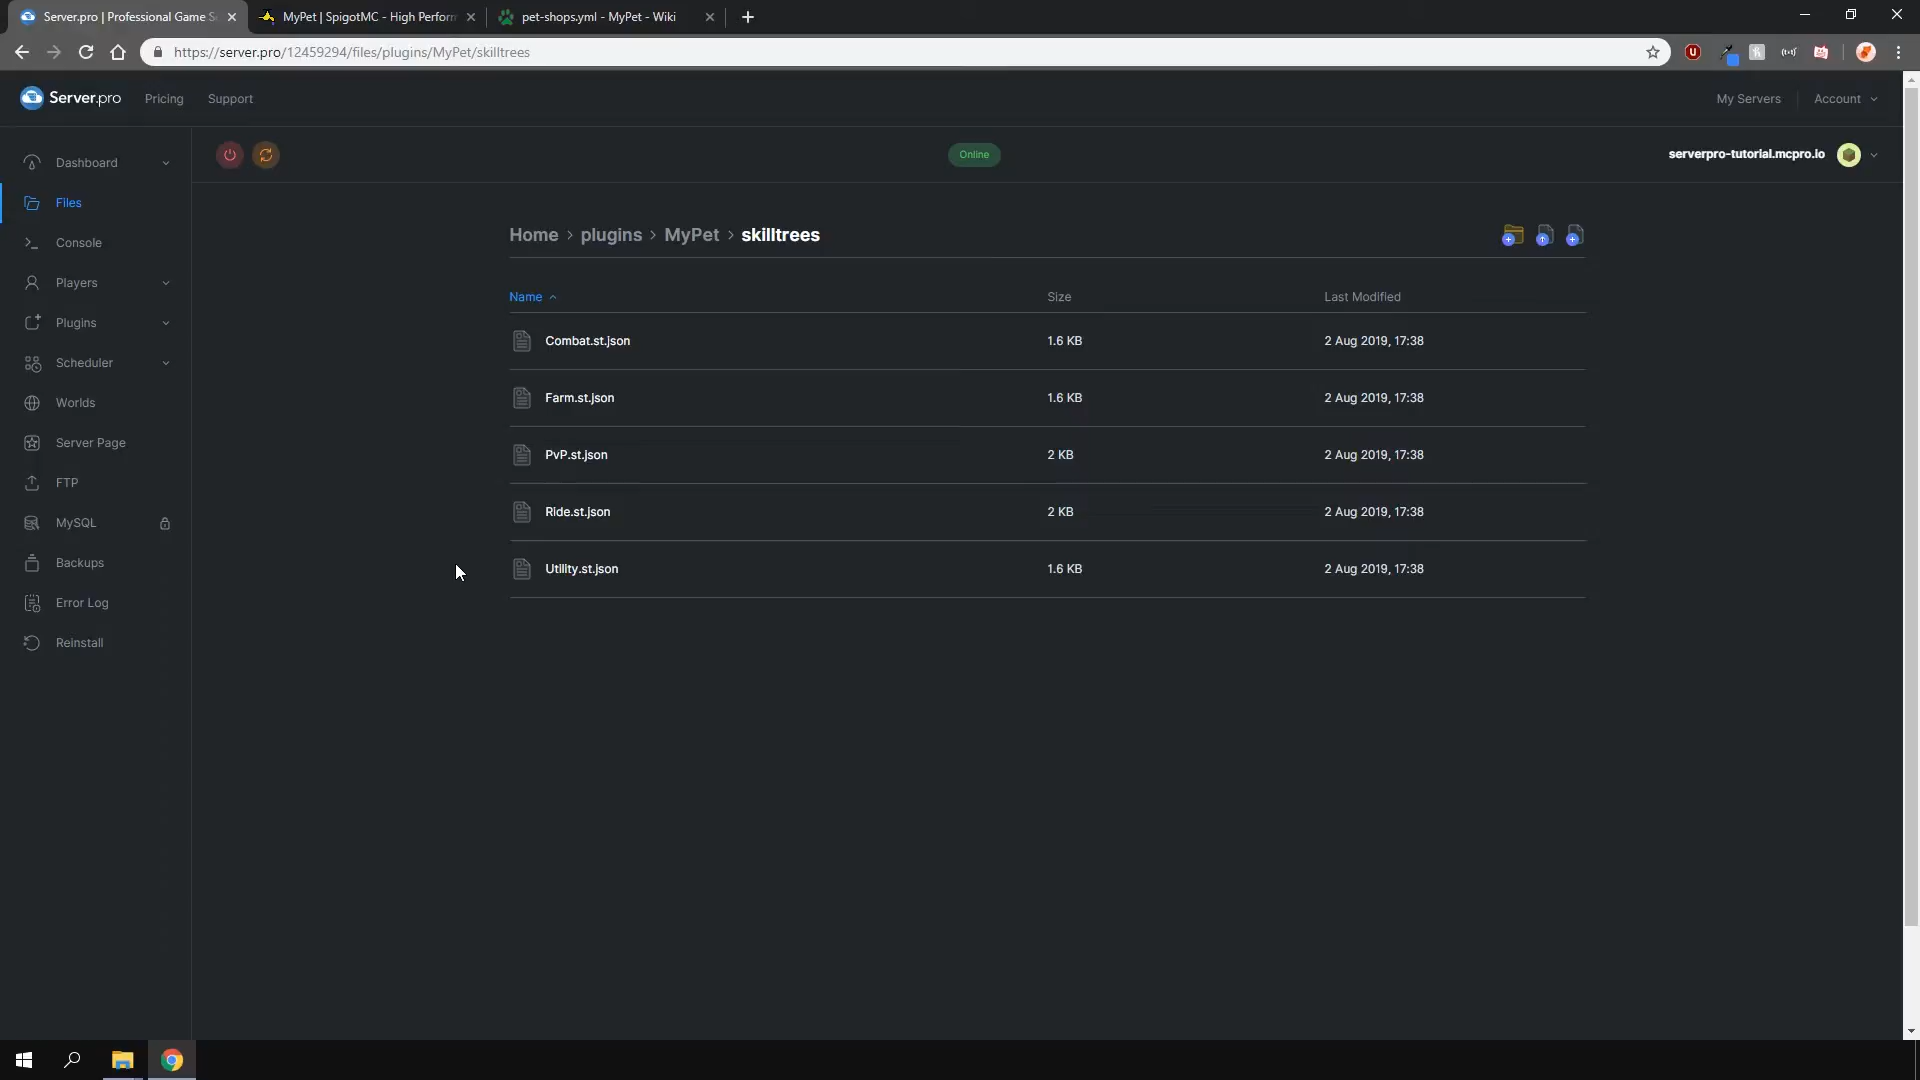 Server.pro | Professional Game S
MyPet | SpigotMC - High Perform
pet-shops.yml - MyPet - Wiki
https://server.pro/12459294/files/plugins/MyPet/skilltrees
Server.pro
Pricing
Support
My Servers
Account
Dashboard
Online
serverpro-tutorial.mcpro.io
Files
Console
Players
Plugins
Scheduler
Worlds
Server Page
FTP
MySQL
Backups
Error Log
Reinstall
Home > plugins > MyPet > skilltrees
Name Size Last Modified
Combat.st.json 1.6 KB 2 Aug 2019, 17:38
Farm.st.json 1.6 KB 2 Aug 2019, 17:38
PvP.st.json 2 KB 2 Aug 2019, 17:38
Ride.st.json 2 KB 2 Aug 2019, 17:38
Utility.st.json 1.6 KB 2 Aug 2019, 17:38